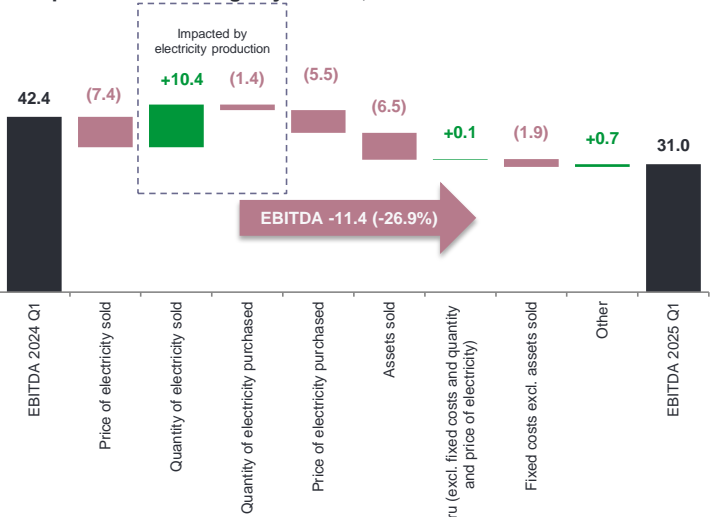 Impacted by
electricity production
42.4
(7.4)
+10.4
(1.4)
(5.5)
(6.5)
+0.1
(1.9)
+0.7
31.0
EBITDA -11.4 (-26.9%)
EBITDA 2024 Q1
Price of electricity sold
Quantity of electricity sold
Quantity of electricity purchased
Price of electricity purchased
Assets sold
(excl. fixed costs and quantity
and price of electricity)
Fixed costs excl. assets sold
Other
EBITDA 2025 Q1